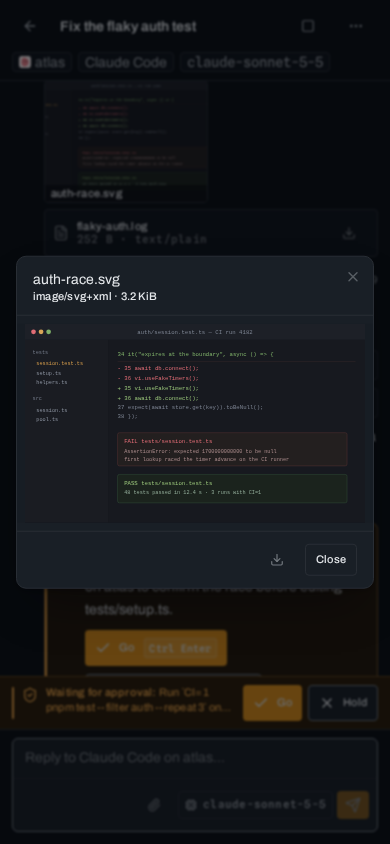 Fix the flaky auth test
atlas
Claude Code
claude-sonnet-5-5
auth-race.svg
flaky-auth.log
252 B · text/plain
auth-race.svg
image/svg+xml · 3.2 KiB
auth/session.test.ts — CI run 4182
tests
session.test.ts
setup.ts
helpers.ts
src
session.ts
pool.ts
34 it("expires at the boundary", async () => {
- 35 await db.connect();
- 36 vi.useFakeTimers();
+ 35 vi.useFakeTimers();
+ 36 await db.connect();
37 expect(await store.get(key)).toBeNull();
38 });
FAIL tests/session.test.ts
AssertionError: expected 1700000000000 to be null
first lookup raced the timer advance on the CI runner
PASS tests/session.test.ts
48 tests passed in 12.4 s · 3 runs with CI=1
Close
tests/setup.ts.
Go Ctrl Enter
Waiting for approval: Run `CI=1
pnpm test --filter auth --repeat 3` on...
Go
Hold
Reply to Claude Code on atlas...
claude-sonnet-5-5